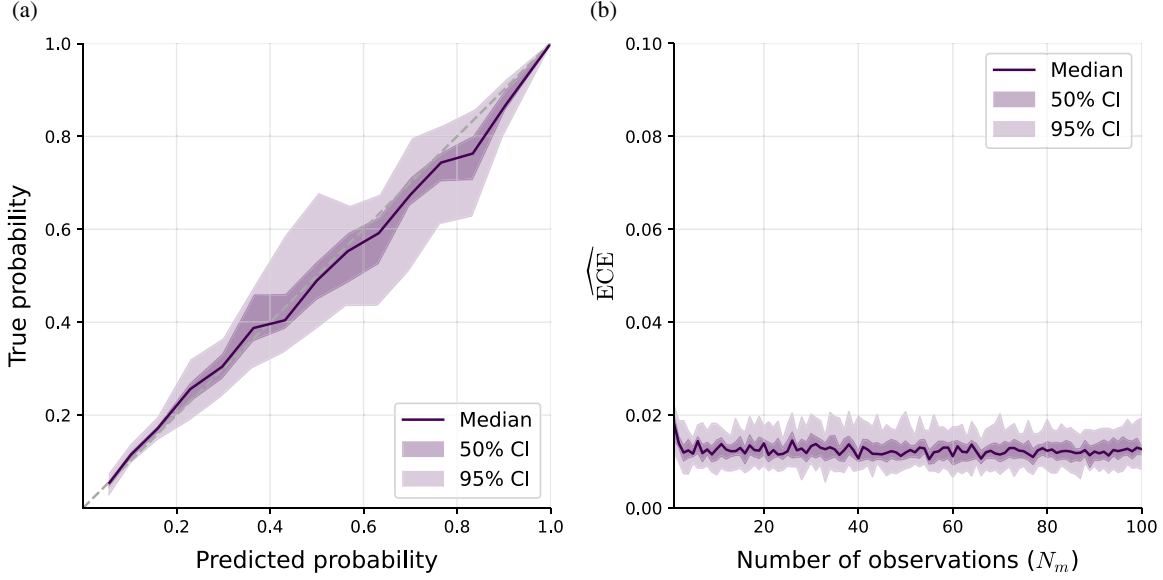 (a)
1.0
0.8
0.6
0.4
0.2
True probability
0.2
0.4
0.6
0.8
1.0
Predicted probability
Median
50% CI
95% CI
(b)
0.10
0.08
0.06
0.04
0.02
0.00
ECE
20
40
60
80
100
Number of observations (N_m)
Median
50% CI
95% CI